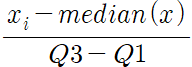 x_i − median(x)
Q3 − Q1